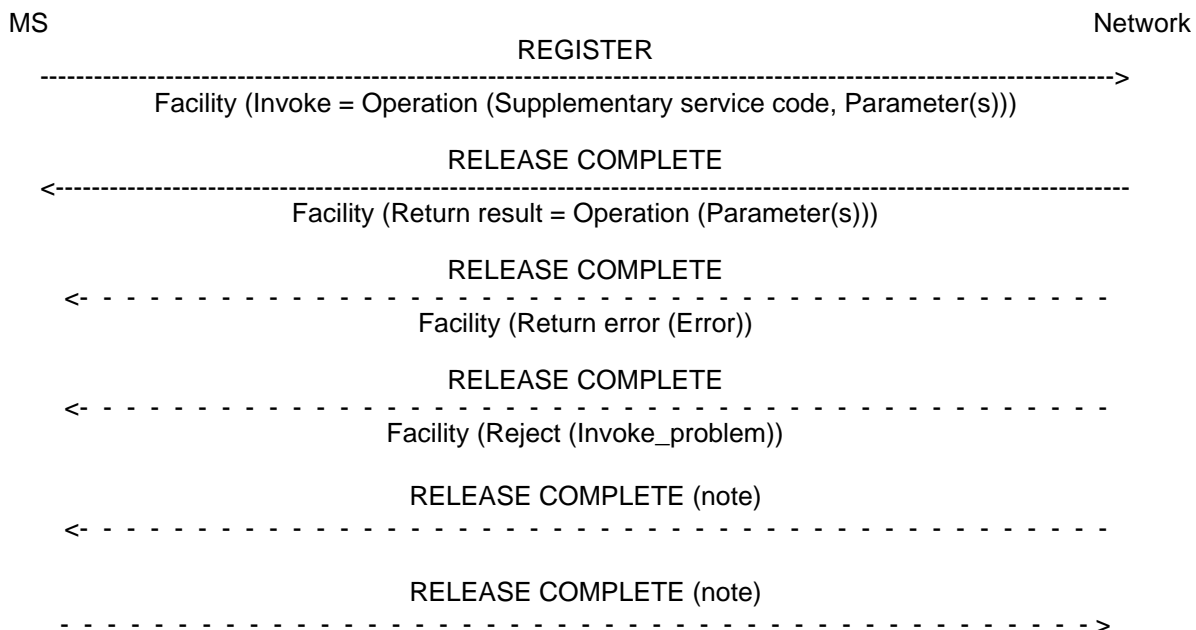 MS Network
REGISTER
Facility (Invoke = Operation (Supplementary service code, Parameter(s)))
RELEASE COMPLETE
Facility (Return result = Operation (Parameter(s)))
RELEASE COMPLETE
Facility (Return error (Error))
RELEASE COMPLETE
Facility (Reject (Invoke_problem))
RELEASE COMPLETE (note)
RELEASE COMPLETE (note)